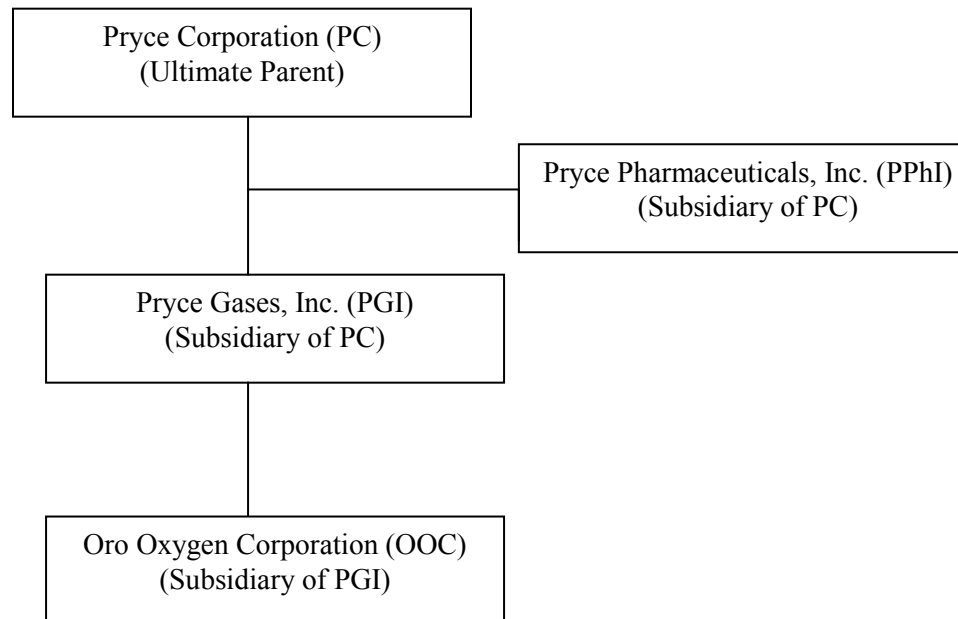 Pryce Corporation (PC)
(Ultimate Parent)
Pryce Pharmaceuticals, Inc. (PPhI)
(Subsidiary of PC)
Pryce Gases, Inc. (PGI)
(Subsidiary of PC)
Oro Oxygen Corporation (OOC)
(Subsidiary of PGI)